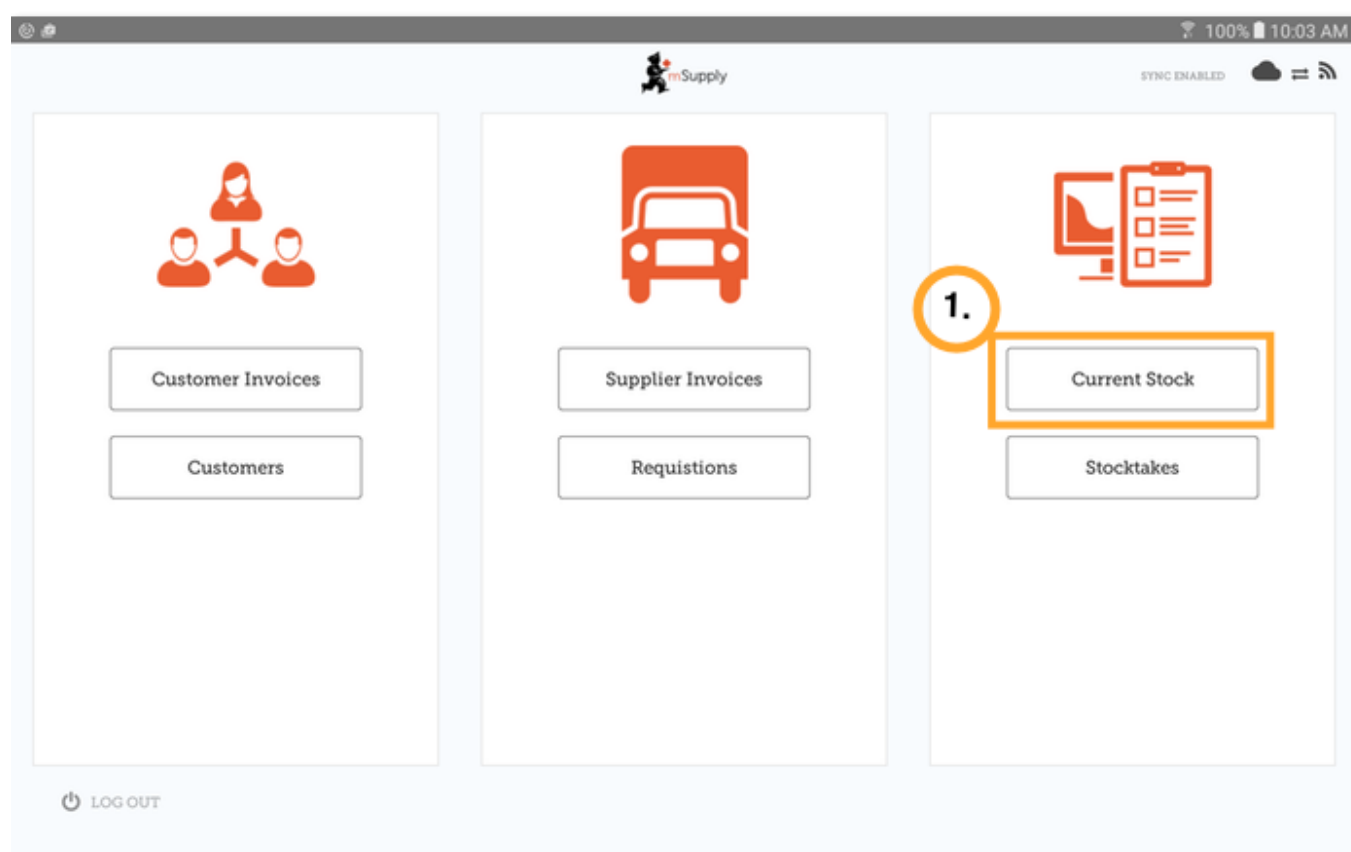 100% 10:03 AM
mSupply
SYNC ENABLED
1.
Customer Invoices
Supplier Invoices
Current Stock
Customers
Requistions
Stocktakes
LOG OUT